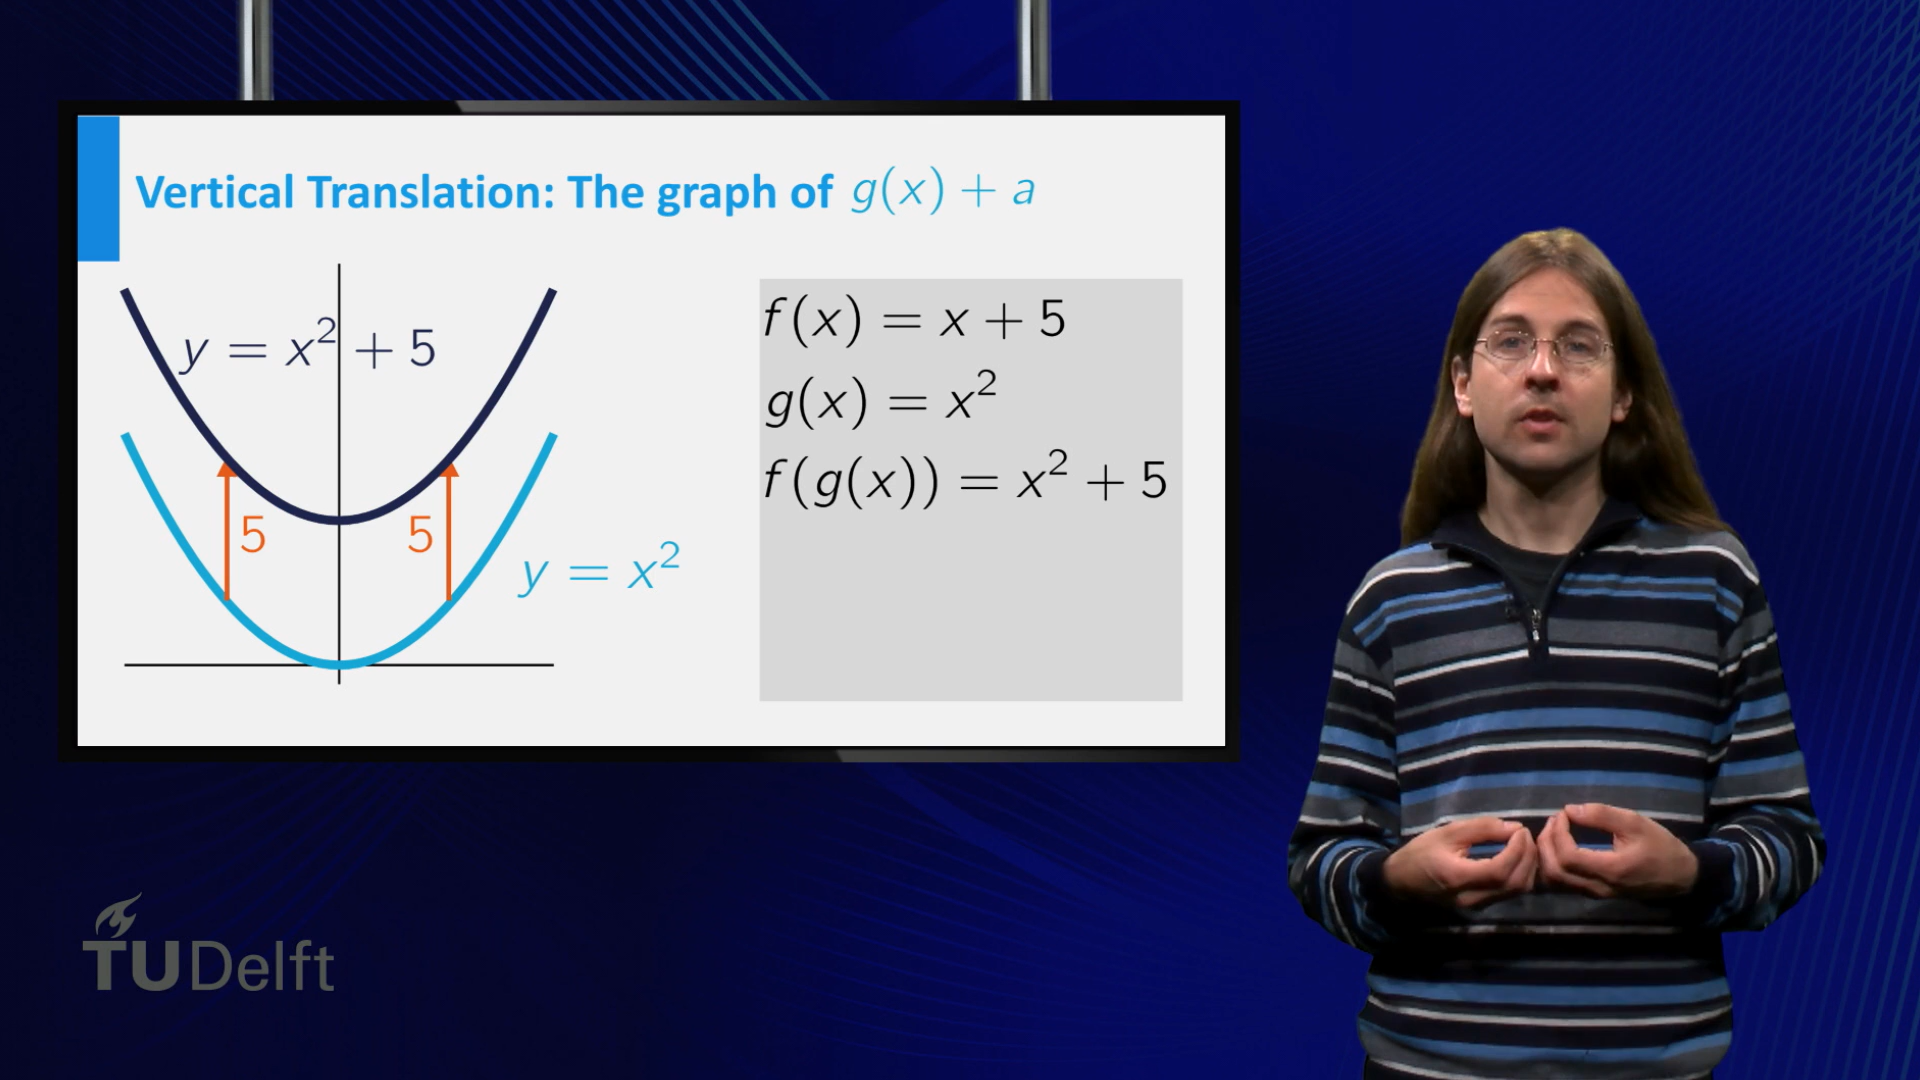 Vertical Translation: The graph of g(x) + a
y = x² + 5
5
5
y = x²
f(x) = x + 5
g(x) = x²
f(g(x)) = x² + 5
TUDelft